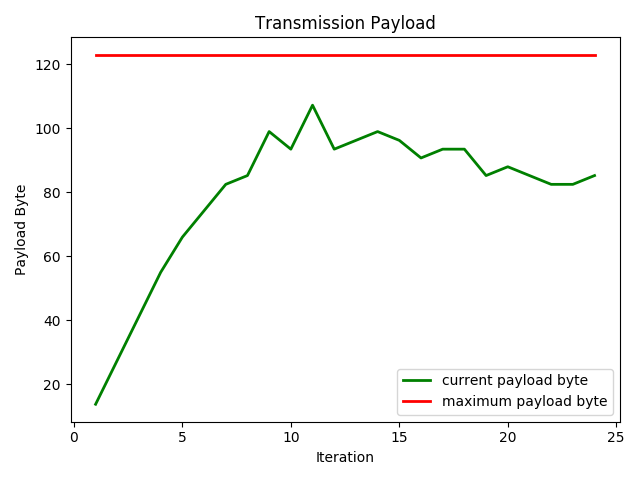 Transmission Payload
120
100
80
60
40
20
Payload Byte
current payload byte
maximum payload byte
0
5
10
15
20
25
Iteration